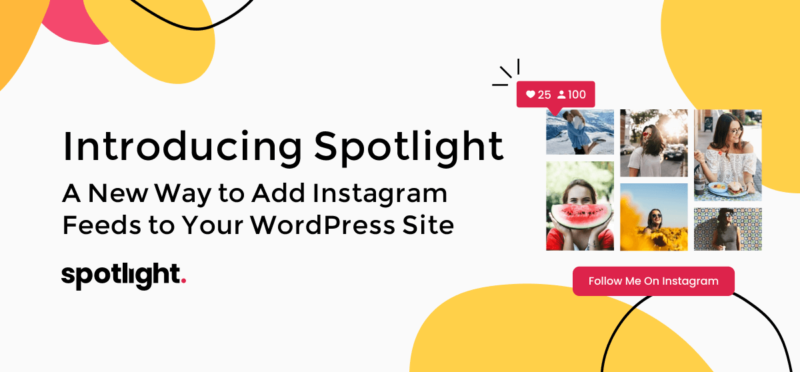 Introducing Spotlight
A New Way to Add Instagram
Feeds to Your WordPress Site
spotlight.
25 100
Follow Me On Instagram